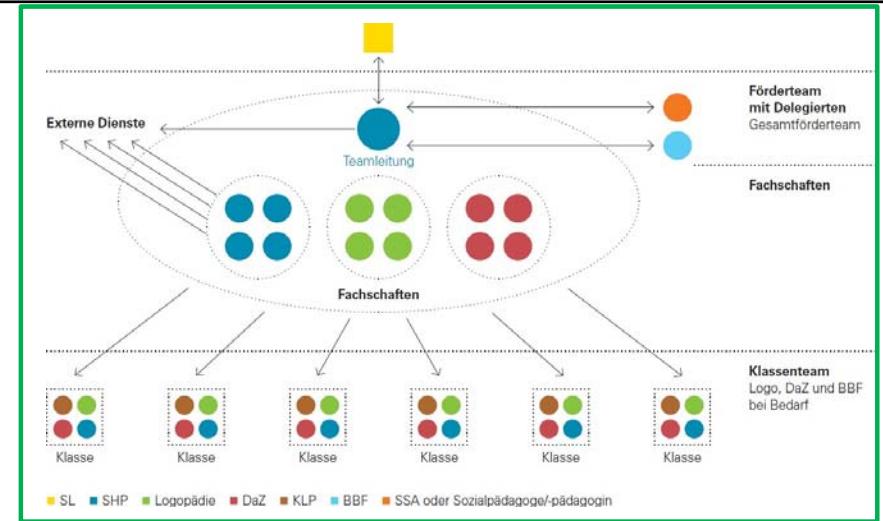 Förderteam
mit Delegierten
Gesamtförderteam
Externe Dienste
Teamleitung
Fachschaften
Fachschaften
Klassenteam
Logo, DaZ und BBF
bei Bedarf
Klasse Klasse Klasse Klasse Klasse Klasse
SL SHP Logopädie DaZ KLP BBF SSA oder Sozialpädagoge/-pädagogin